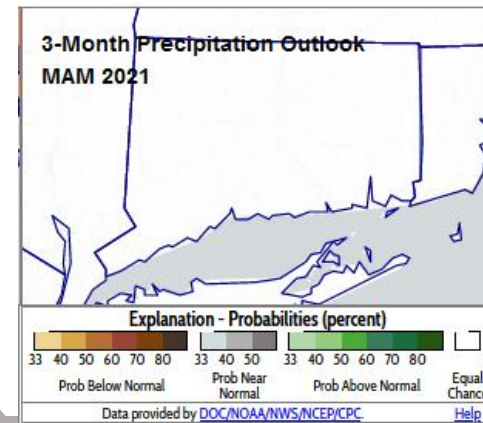 3-Month Precipitation Outlook
MAM 2021
Explanation - Probabilities (percent)
33 40 50 60 70 80 33 40 50 33 40 50 60 70 80
Prob Below Normal Prob Near Normal Prob Above Normal Equal Chance
Data provided by DOC/NOAA/NWS/NCEP/CPC. Help